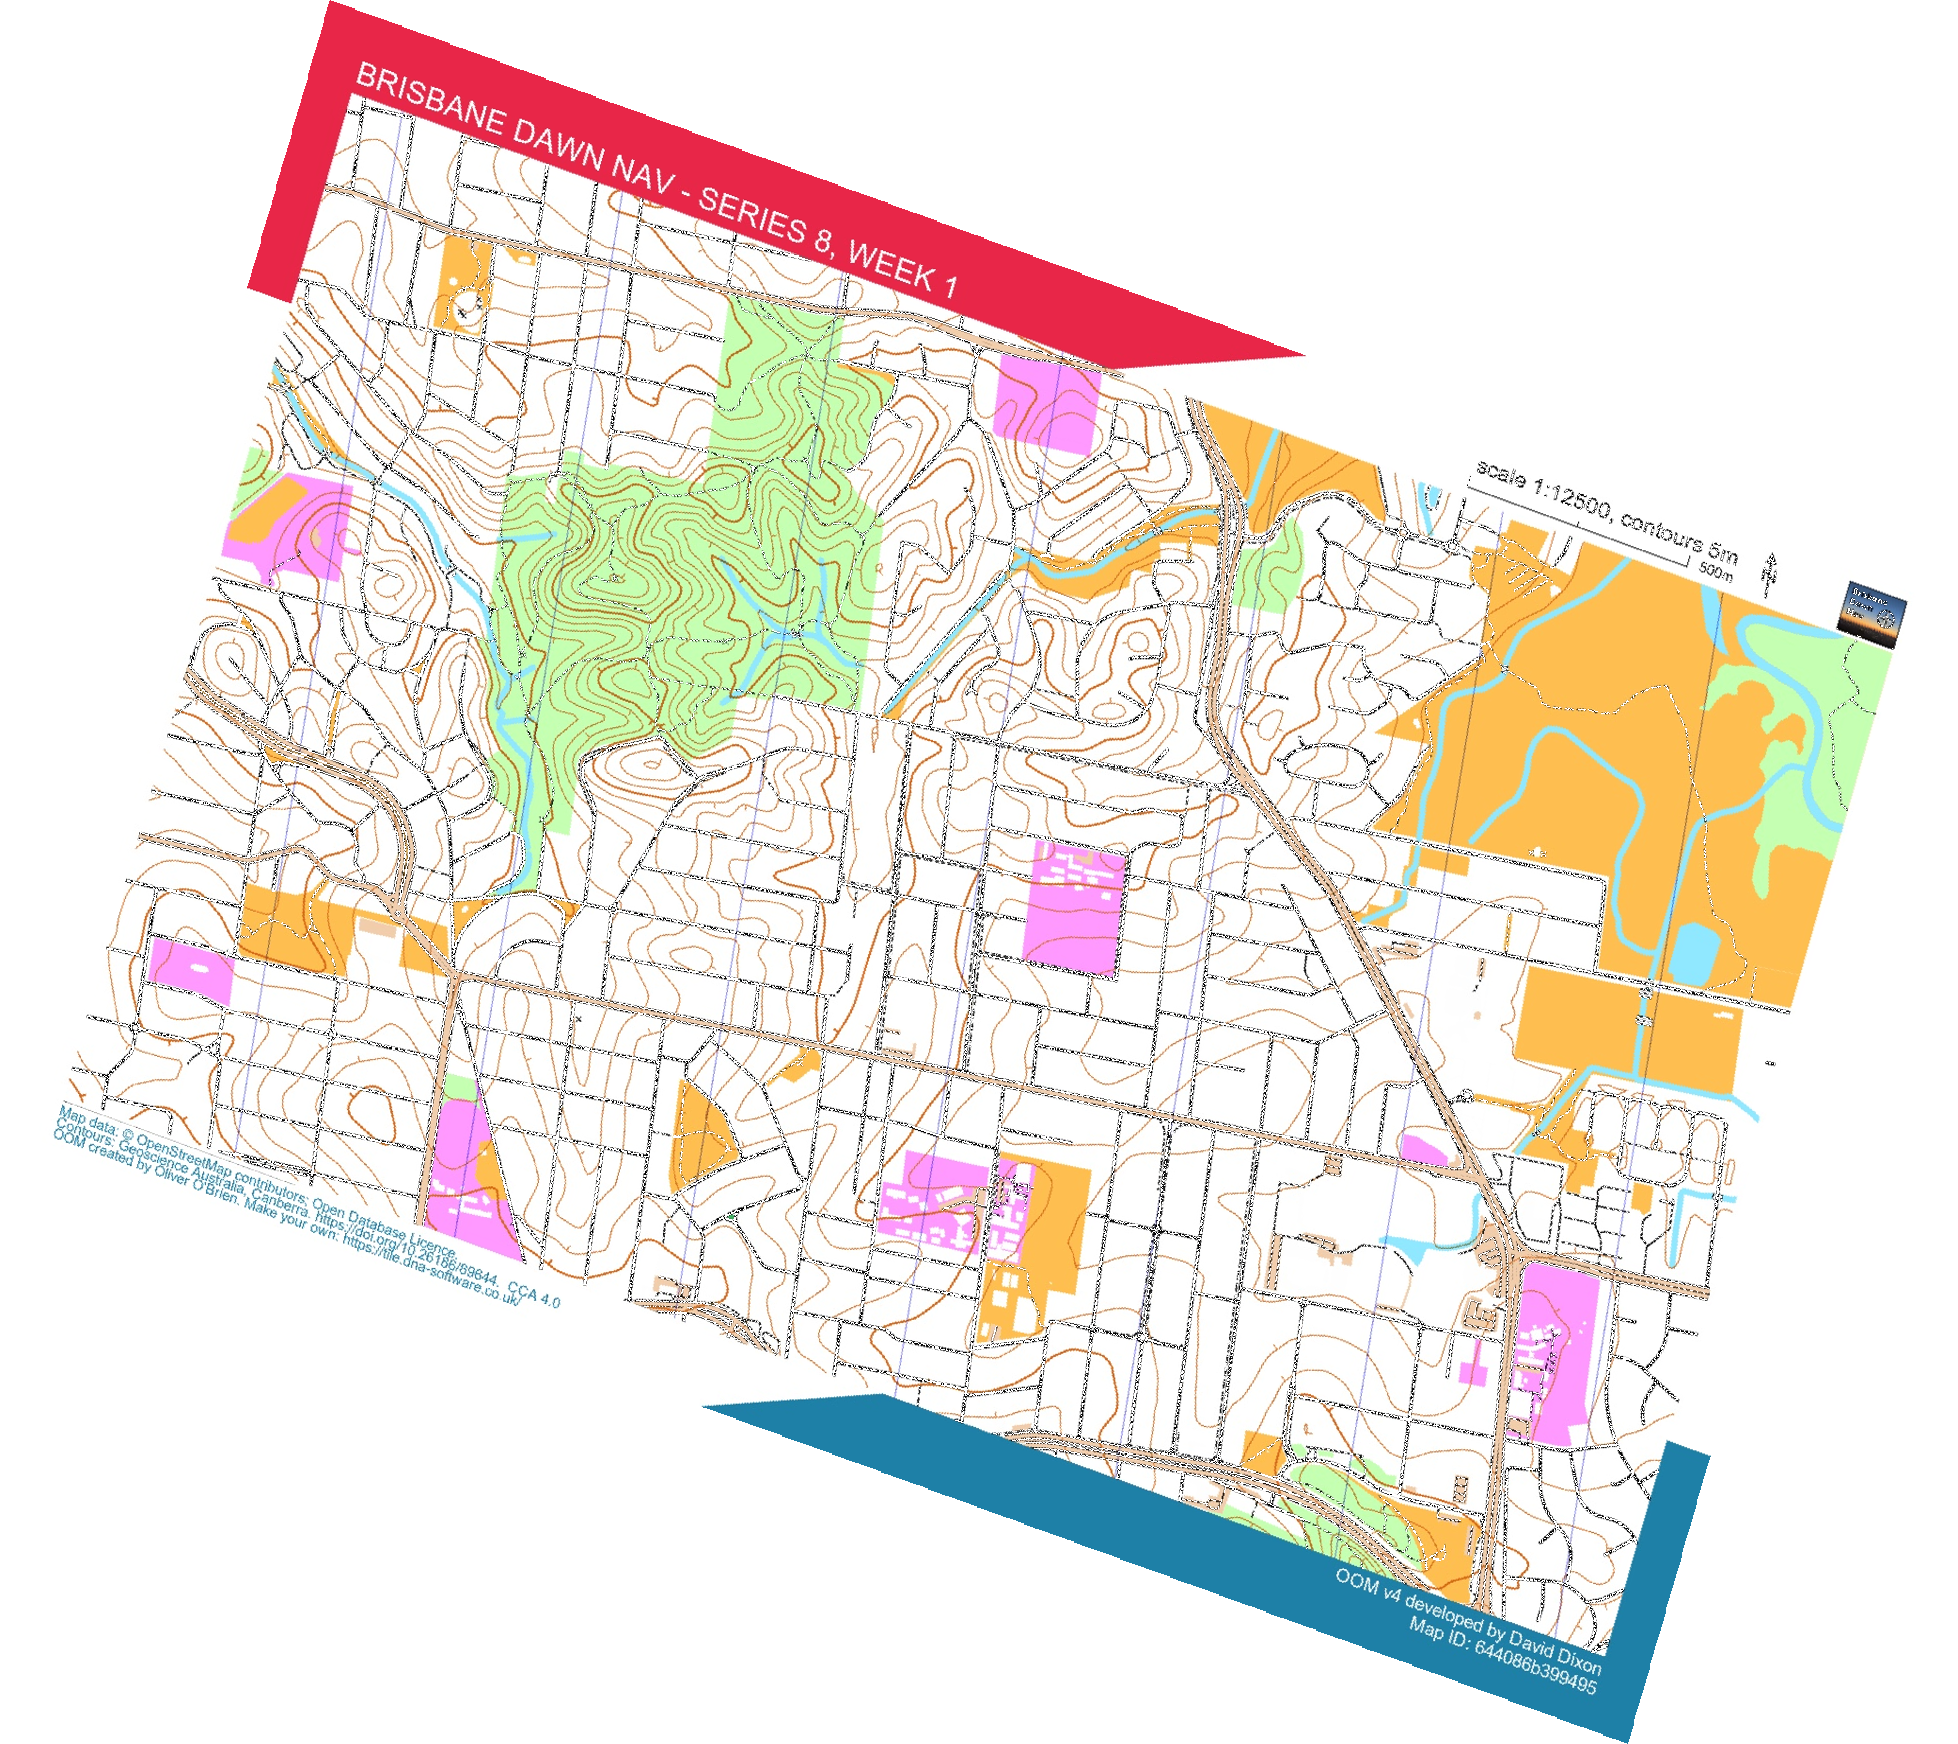 BRISBANE DAWN NAV - SERIES 8, WEEK 1
scale 1:12500, contours 5m
500m
Map data: © OpenStreetMap contributors; Open Database Licence.
Contours: Geoscience Australia, Canberra. https://doi.org/10.26186/89644. CCA 4.0
OOM created by Oliver O'Brien. Make your own: https://tile.dna-software.co.uk/
OOM v4 developed by David Dixon
Map ID: 644086b399495